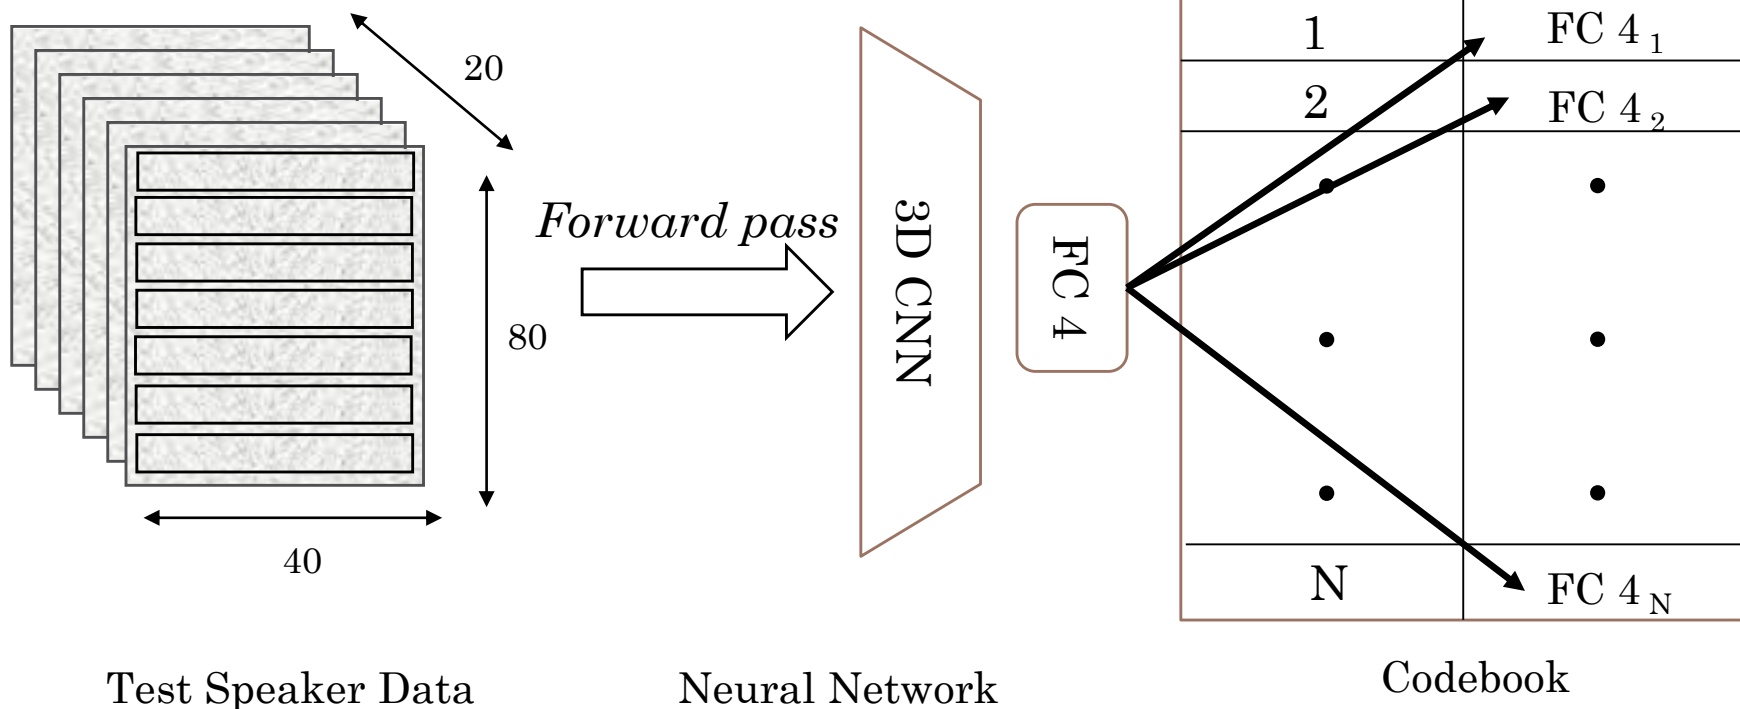 20
80
40
Test Speaker Data
Forward pass
3D CNN
FC 4
Neural Network
1 FC 4 1
2 FC 4 2
N FC 4 N
Codebook